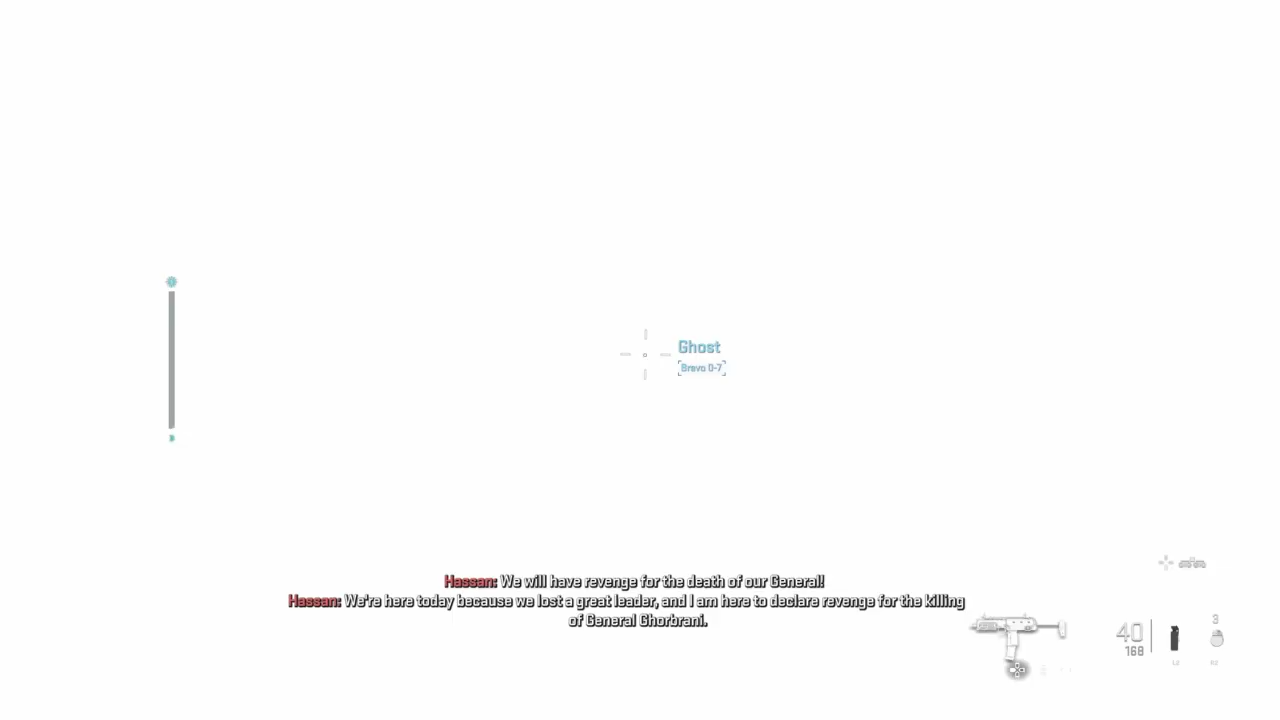 Ghost
Bravo 0-7
Hassan: We will have revenge for the death of our General!
Hassan: We're here today because we lost a great leader, and I am here to declare revenge for the killing
of General Ghorbrani.
3
40
168
L2
R2